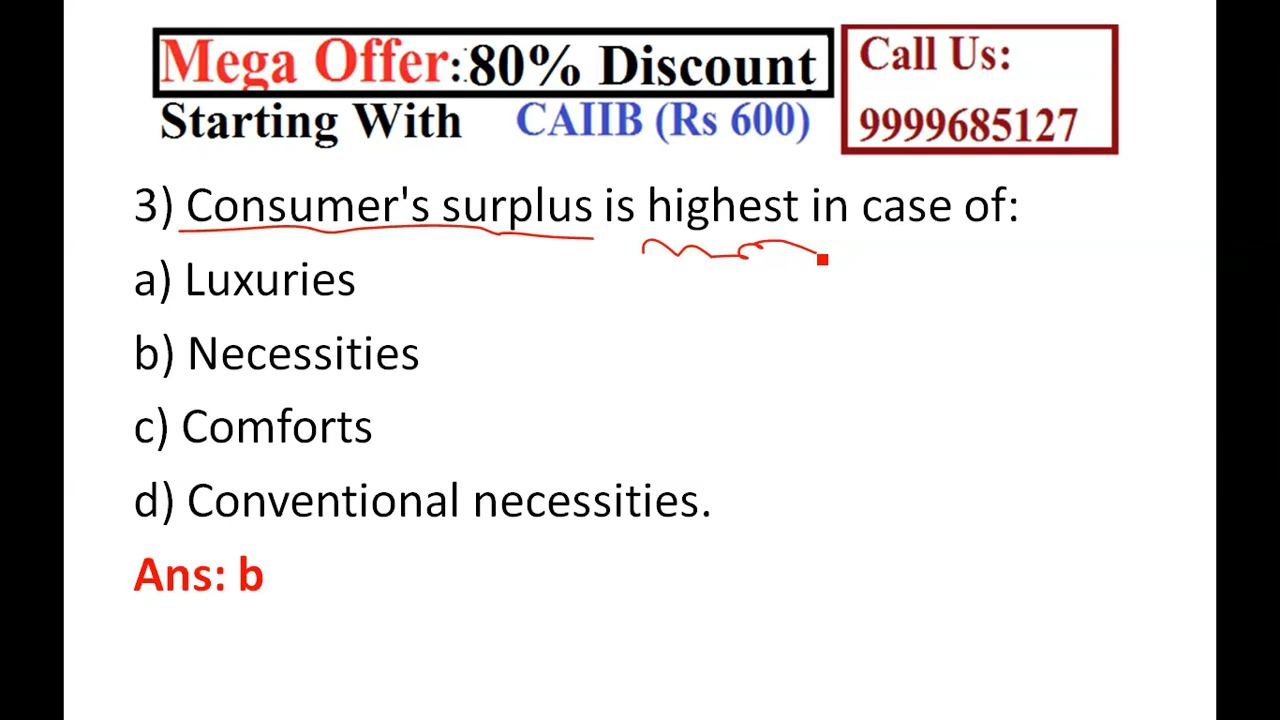 Mega Offer: 80% Discount
Starting With CAIIB (Rs 600)
Call Us:
9999685127
3) Consumer's surplus is highest in case of:
a) Luxuries
b) Necessities
c) Comforts
d) Conventional necessities.
Ans: b